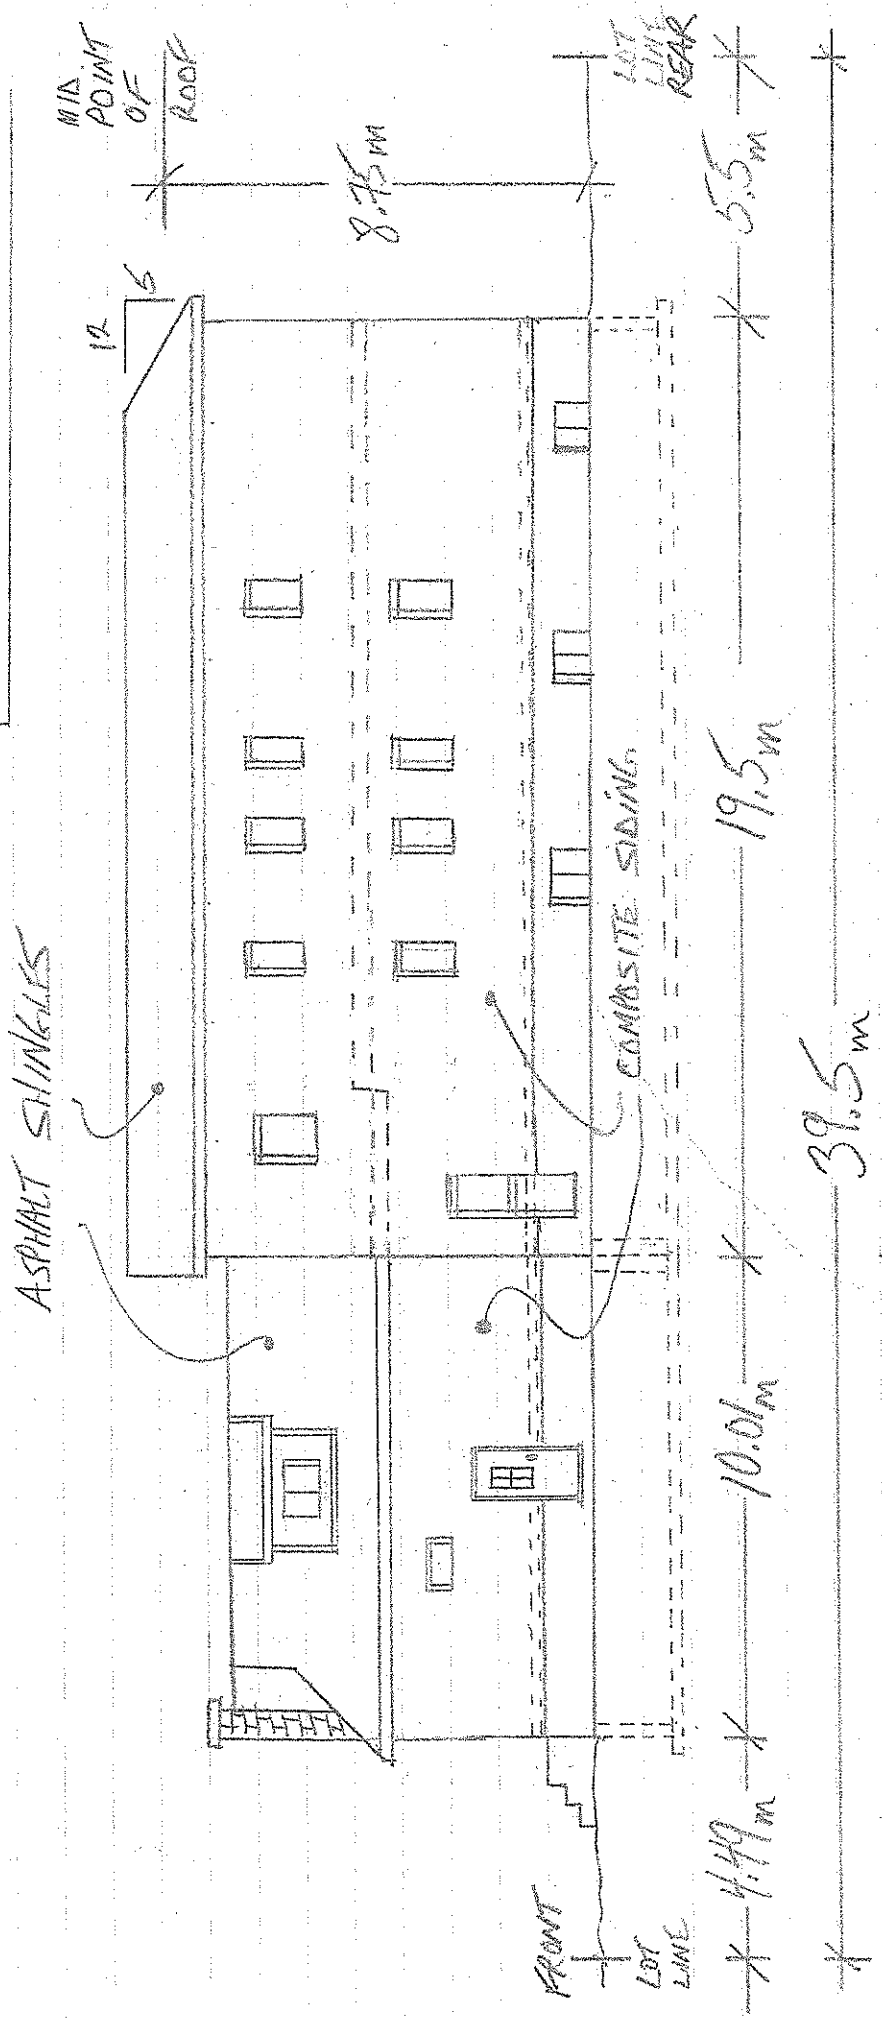 ASPHALT SHINGLES
12
5
MID
POINT
OF
ROOF
8.75m
COMPOSITE SIDING
FRONT
LOT
LINE
LOT
LINE
REAR
4.49m
10.01m
19.5m
5.5m
39.5m